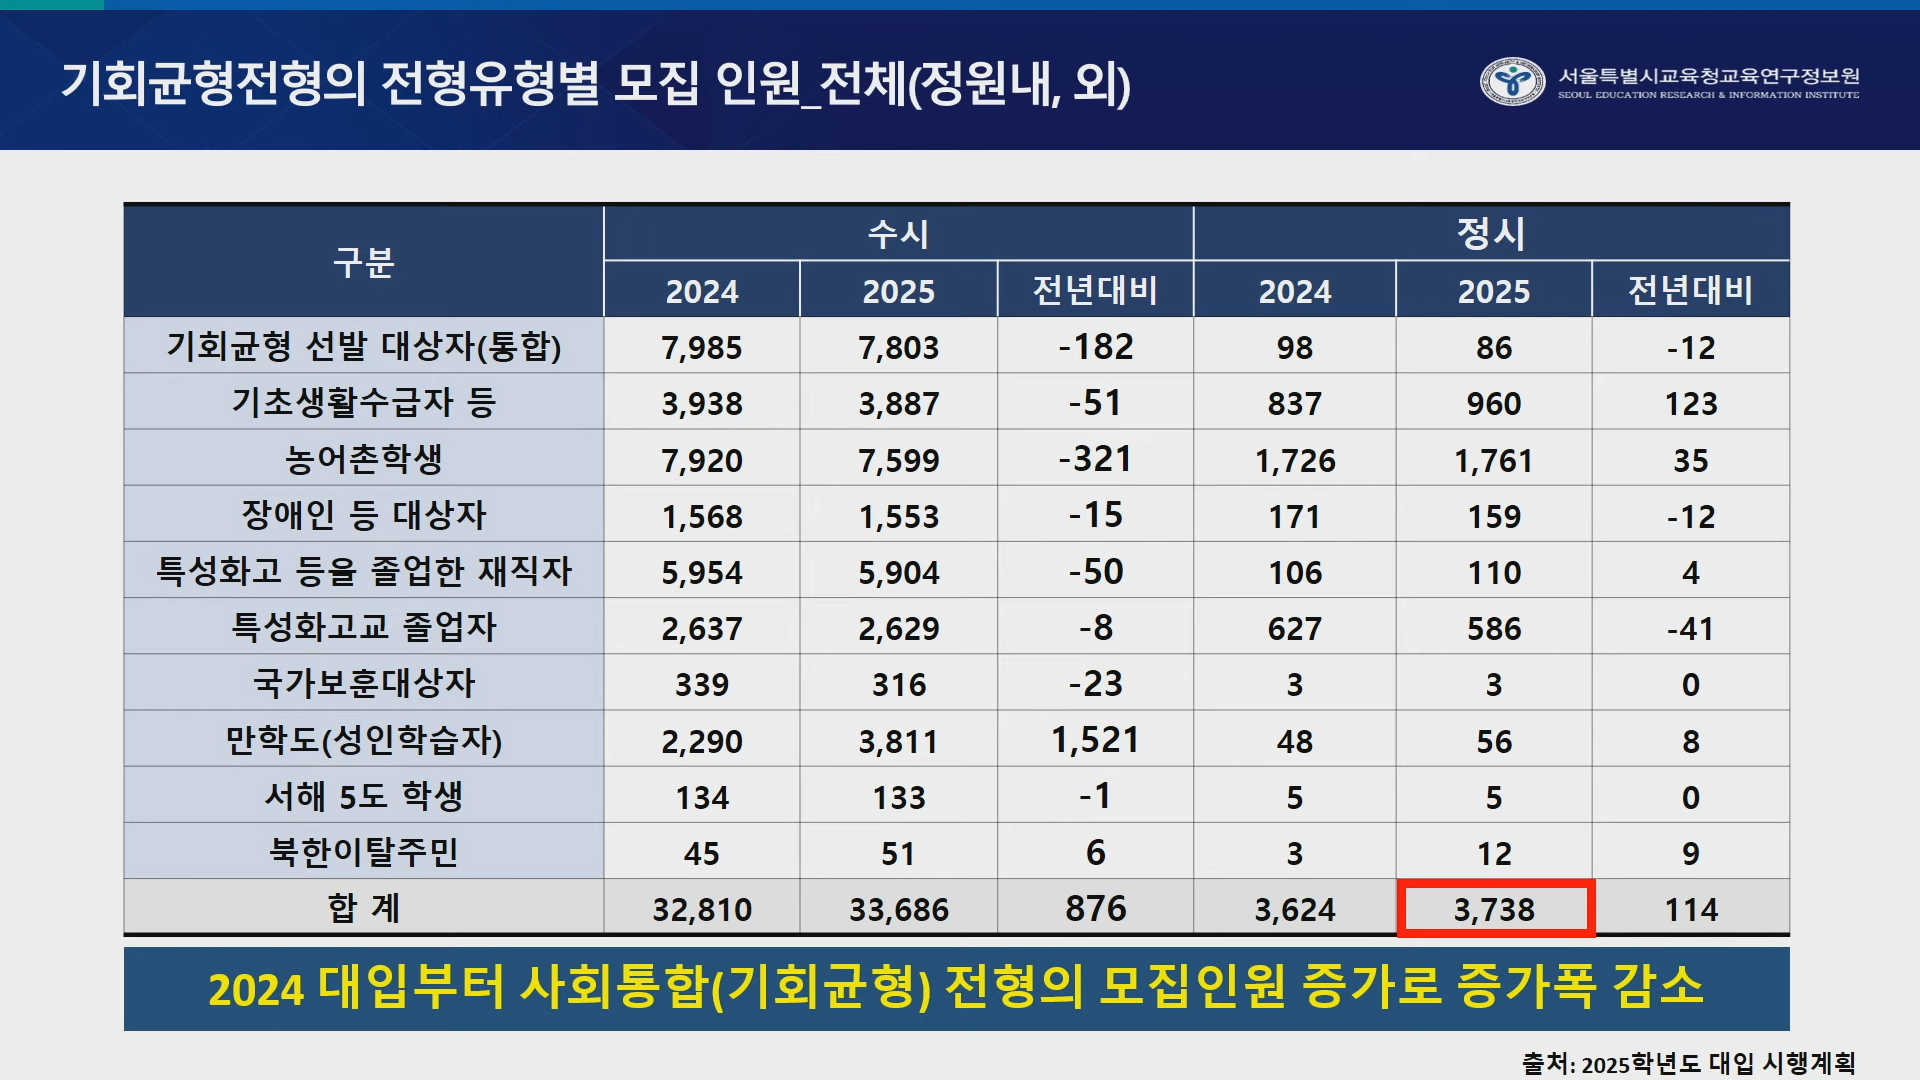 기회균형전형의 전형유형별 모집 인원_전체(정원내, 외)
서울특별시교육청교육연구정보원
SEOUL EDUCATION RESEARCH & INFORMATION INSTITUTE
구분 수시 정시
2024 2025 전년대비 2024 2025 전년대비
기회균형 선발 대상자(통합) 7,985 7,803 -182 98 86 -12
기초생활수급자 등 3,938 3,887 -51 837 960 123
농어촌학생 7,920 7,599 -321 1,726 1,761 35
장애인 등 대상자 1,568 1,553 -15 171 159 -12
특성화고 등을 졸업한 재직자 5,954 5,904 -50 106 110 4
특성화고교 졸업자 2,637 2,629 -8 627 586 -41
국가보훈대상자 339 316 -23 3 3 0
만학도(성인학습자) 2,290 3,811 1,521 48 56 8
서해 5도 학생 134 133 -1 5 5 0
북한이탈주민 45 51 6 3 12 9
합 계 32,810 33,686 876 3,624 3,738 114
2024 대입부터 사회통합(기회균형) 전형의 모집인원 증가로 증가폭 감소
출처: 2025학년도 대입 시행계획